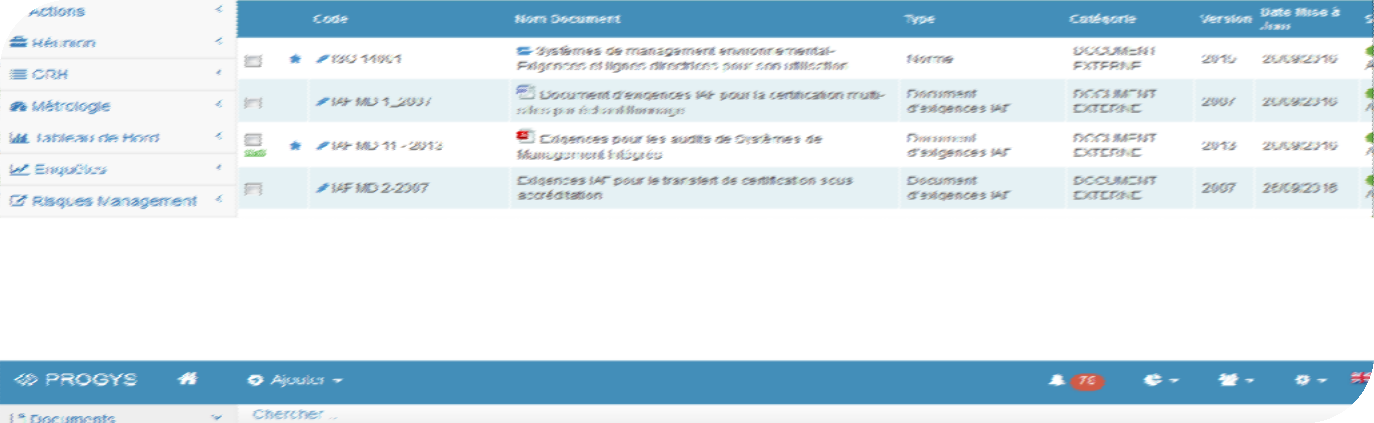 Actions
Code Nom Document Type Catégorie Version Date Mise à
Jour
Réunion
Systèmes de management environnemental-
ISO 14001 Norme DOCUMENT EXTERNE 2015 26/09/2016
Exigences et lignes directrices pour son utilisation
GRH
Métrologie
Document d'exigences IAF pour la certification multi-
IAF MD 1_2007 Document d'exigences IAF DOCUMENT EXTERNE 2007 26/09/2016
sites par échantillonnage
Tableau de Bord
Exigences pour les audits de Systèmes de
IAF MD 11 - 2013 Document d'exigences IAF DOCUMENT EXTERNE 2013 26/09/2016
Management Intégrés
Enquêtes
Exigences IAF pour le transfert de certification sous
IAF MD 2-2007 Document d'exigences IAF DOCUMENT EXTERNE 2007 26/09/2016
accréditation
Risques Management
PROGYS Ajouter 76
Documents Chercher ..